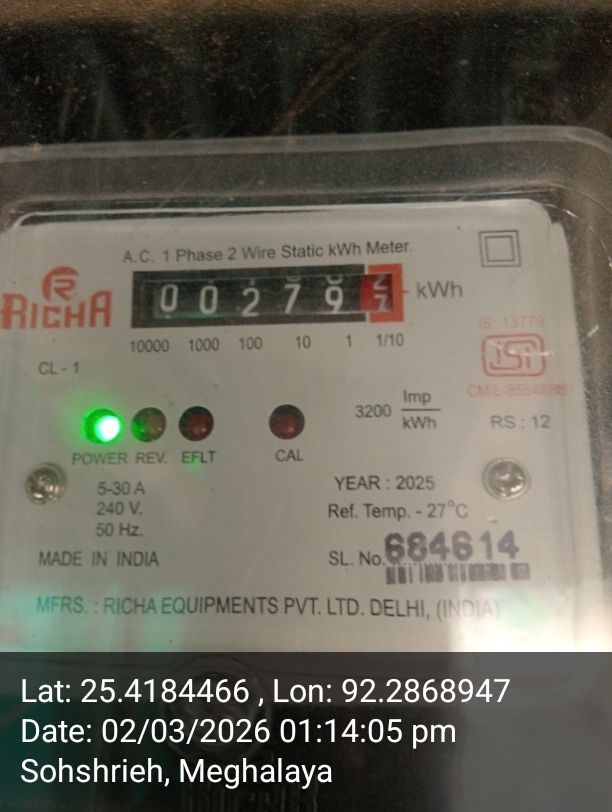 A.C. 1 Phase 2 Wire Static kWh Meter.
RICHA
0 0 2 7 9 kWh
10000 1000 100 10 1 1/10
IS: 13779
ISI
CL - 1
3200 Imp/kWh
RS : 12
POWER REV. EFLT CAL
5-30 A
240 V.
50 Hz.
YEAR : 2025
Ref. Temp. - 27°C
MADE IN INDIA
SL. No. 684614
MFRS. : RICHA EQUIPMENTS PVT. LTD. DELHI, (INDIA)
Lat: 25.4184466 , Lon: 92.2868947
Date: 02/03/2026 01:14:05 pm
Sohshrieh, Meghalaya